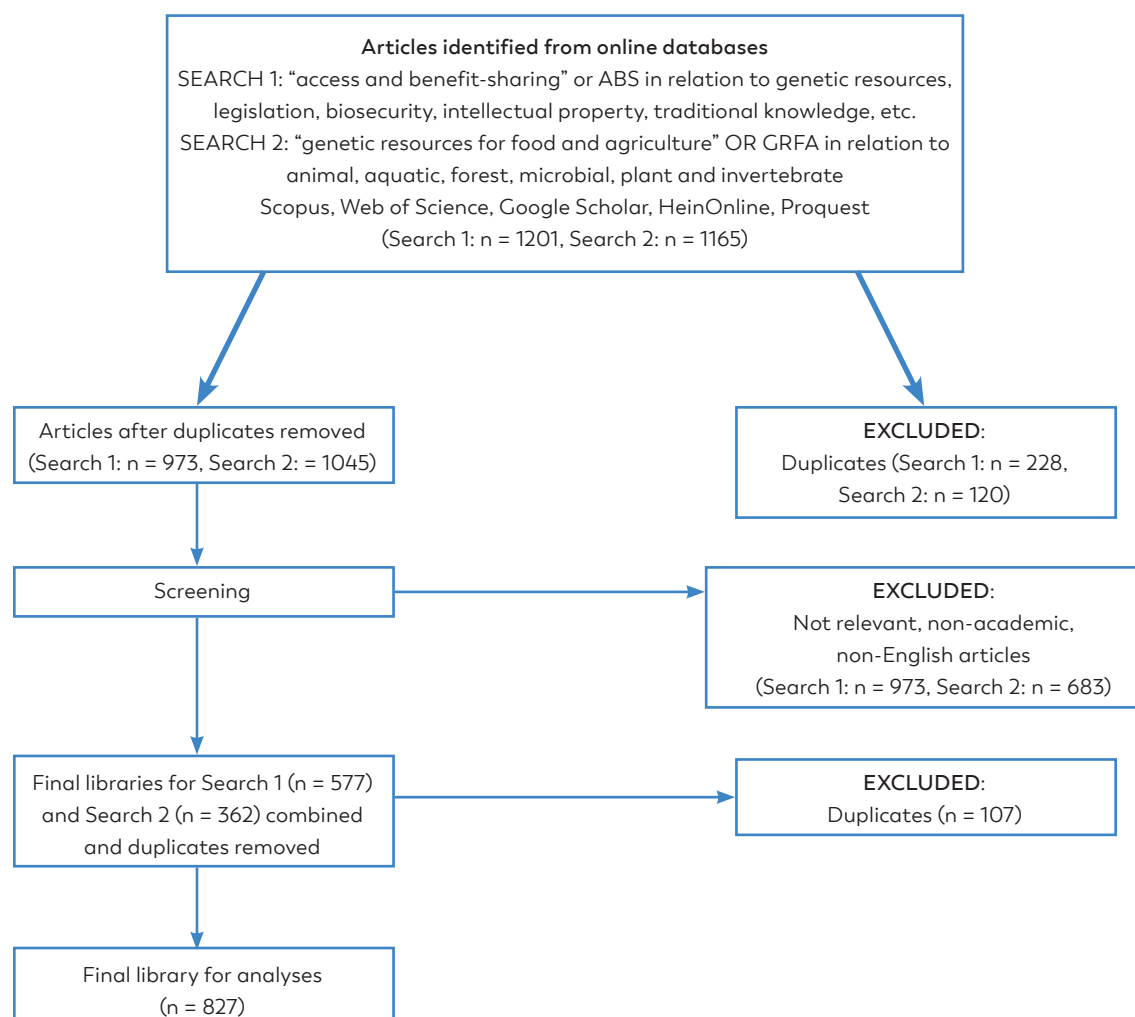 Articles identified from online databases
SEARCH 1: “access and benefit-sharing” or ABS in relation to genetic resources,
legislation, biosecurity, intellectual property, traditional knowledge, etc.
SEARCH 2: “genetic resources for food and agriculture” OR GRFA in relation to
animal, aquatic, forest, microbial, plant and invertebrate
Scopus, Web of Science, Google Scholar, HeinOnline, Proquest
(Search 1: n = 1201, Search 2: n = 1165)
Articles after duplicates removed
(Search 1: n = 973, Search 2: = 1045)
EXCLUDED:
Duplicates (Search 1: n = 228,
Search 2: n = 120)
Screening
EXCLUDED:
Not relevant, non-academic,
non-English articles
(Search 1: n = 973, Search 2: n = 683)
Final libraries for Search 1 (n = 577)
and Search 2 (n = 362) combined
and duplicates removed
EXCLUDED:
Duplicates (n = 107)
Final library for analyses
(n = 827)